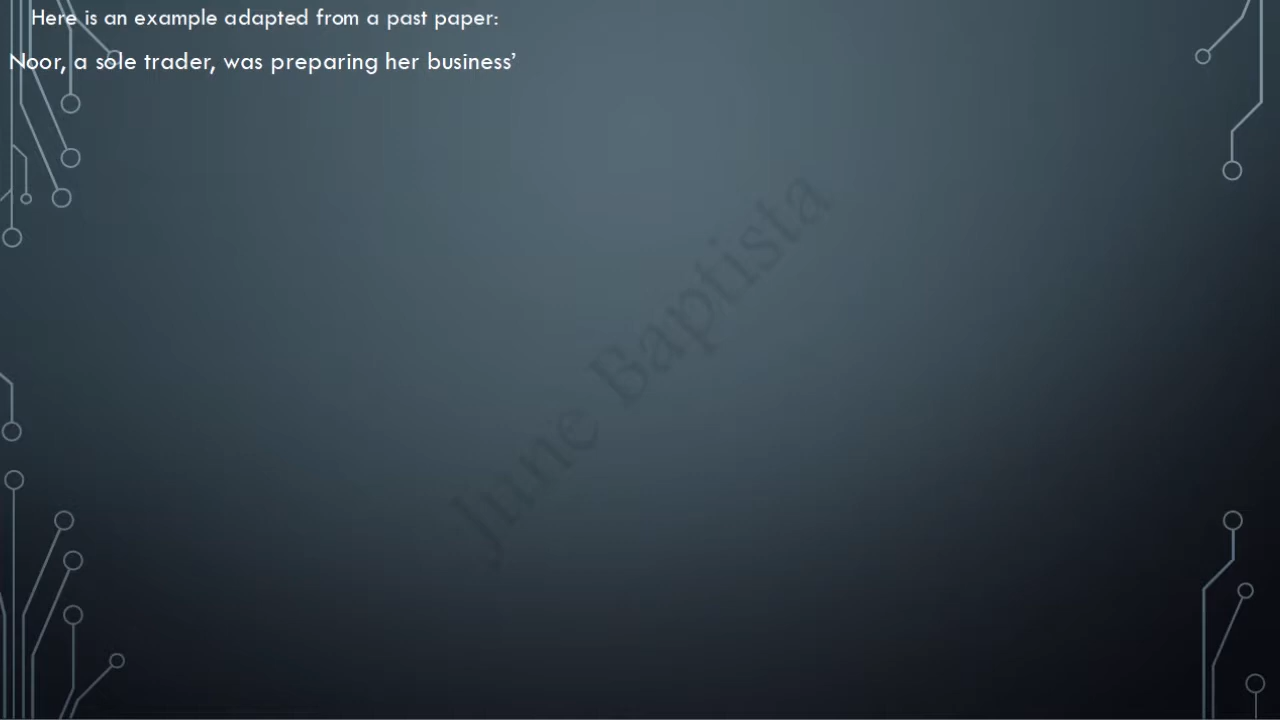 Here is an example adapted from a past paper:
Noor, a sole trader, was preparing her business’
June Baptista